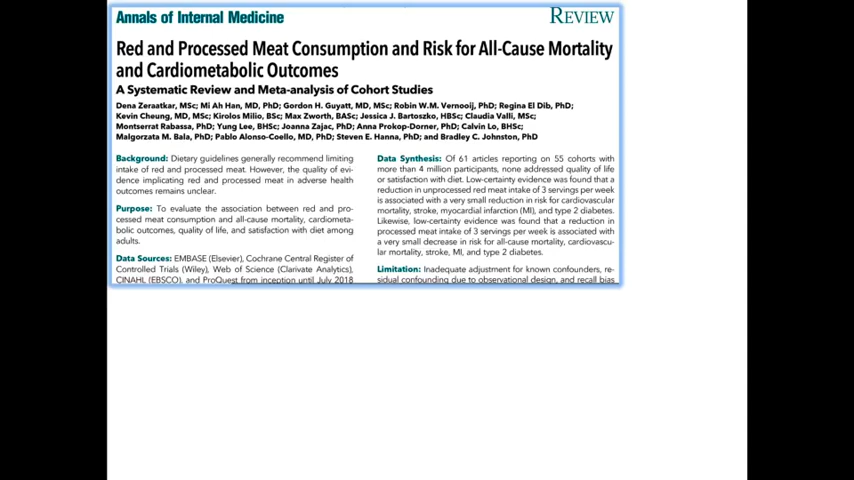 Annals of Internal Medicine
REVIEW
Red and Processed Meat Consumption and Risk for All-Cause Mortality
and Cardiometabolic Outcomes
A Systematic Review and Meta-analysis of Cohort Studies
Dena Zeraatkar, MSc; Mi Ah Han, MD, PhD; Gordon H. Guyatt, MD, MSc; Robin W.M. Vernooij, PhD; Regina El Dib, PhD;
Kevin Cheung, MD, MSc; Kirolos Milio, BSc; Max Zworth, BASc; Jessica J. Bartoszko, HBSc; Claudia Valli, MSc;
Montserrat Rabassa, PhD; Yung Lee, BHSc; Joanna Zajac, PhD; Anna Prokop-Dorner, PhD; Calvin Lo, BHSc;
Malgorzata M. Bala, PhD; Pablo Alonso-Coello, MD, PhD; Steven E. Hanna, PhD; and Bradley C. Johnston, PhD
Background: Dietary guidelines generally recommend limiting
intake of red and processed meat. However, the quality of evi-
dence implicating red and processed meat in adverse health
outcomes remains unclear.
Purpose: To evaluate the association between red and pro-
cessed meat consumption and all-cause mortality, cardiometa-
bolic outcomes, quality of life, and satisfaction with diet among
adults.
Data Sources: EMBASE (Elsevier), Cochrane Central Register of
Controlled Trials (Wiley), Web of Science (Clarivate Analytics),
CINAHL (EBSCO), and ProQuest from inception until July 2018
Data Synthesis: Of 61 articles reporting on 55 cohorts with
more than 4 million participants, none addressed quality of life
or satisfaction with diet. Low-certainty evidence was found that a
reduction in unprocessed red meat intake of 3 servings per week
is associated with a very small reduction in risk for cardiovascular
mortality, stroke, myocardial infarction (MI), and type 2 diabetes.
Likewise, low-certainty evidence was found that a reduction in
processed meat intake of 3 servings per week is associated with
a very small decrease in risk for all-cause mortality, cardiovascu-
lar mortality, stroke, MI, and type 2 diabetes.
Limitation: Inadequate adjustment for known confounders, re-
sidual confounding due to observational design, and recall bias